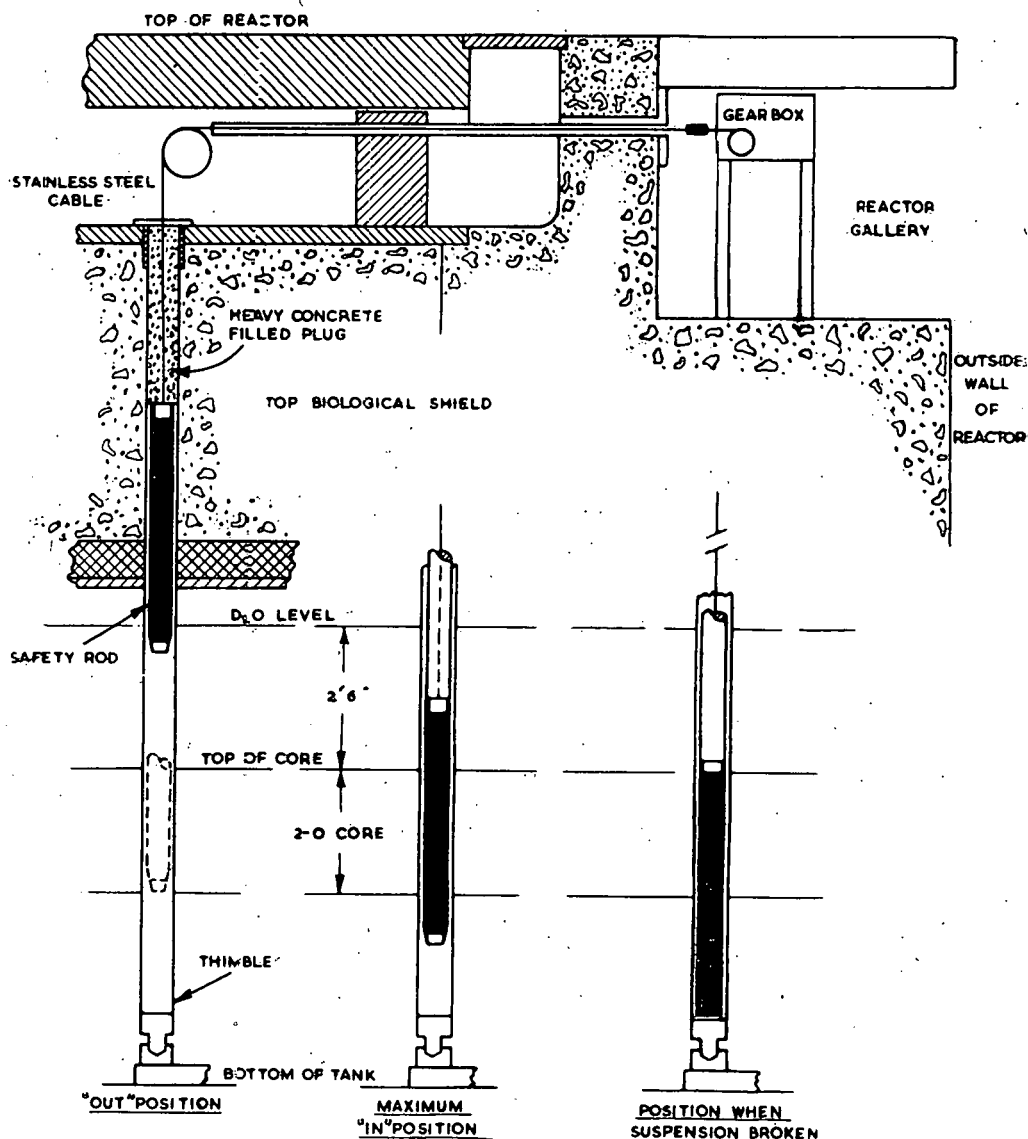 TOP OF REACTOR
GEAR BOX
STAINLESS STEEL
CABLE
REACTOR
GALLERY
HEAVY CONCRETE
FILLED PLUG
OUTSIDE
WALL
OF
REACTOR
TOP BIOLOGICAL SHIELD
D2O LEVEL
SAFETY ROD
2'6"
TOP OF CORE
2-0 CORE
THIMBLE
BOTTOM OF TANK
"OUT" POSITION
MAXIMUM
"IN" POSITION
POSITION WHEN
SUSPENSION BROKEN